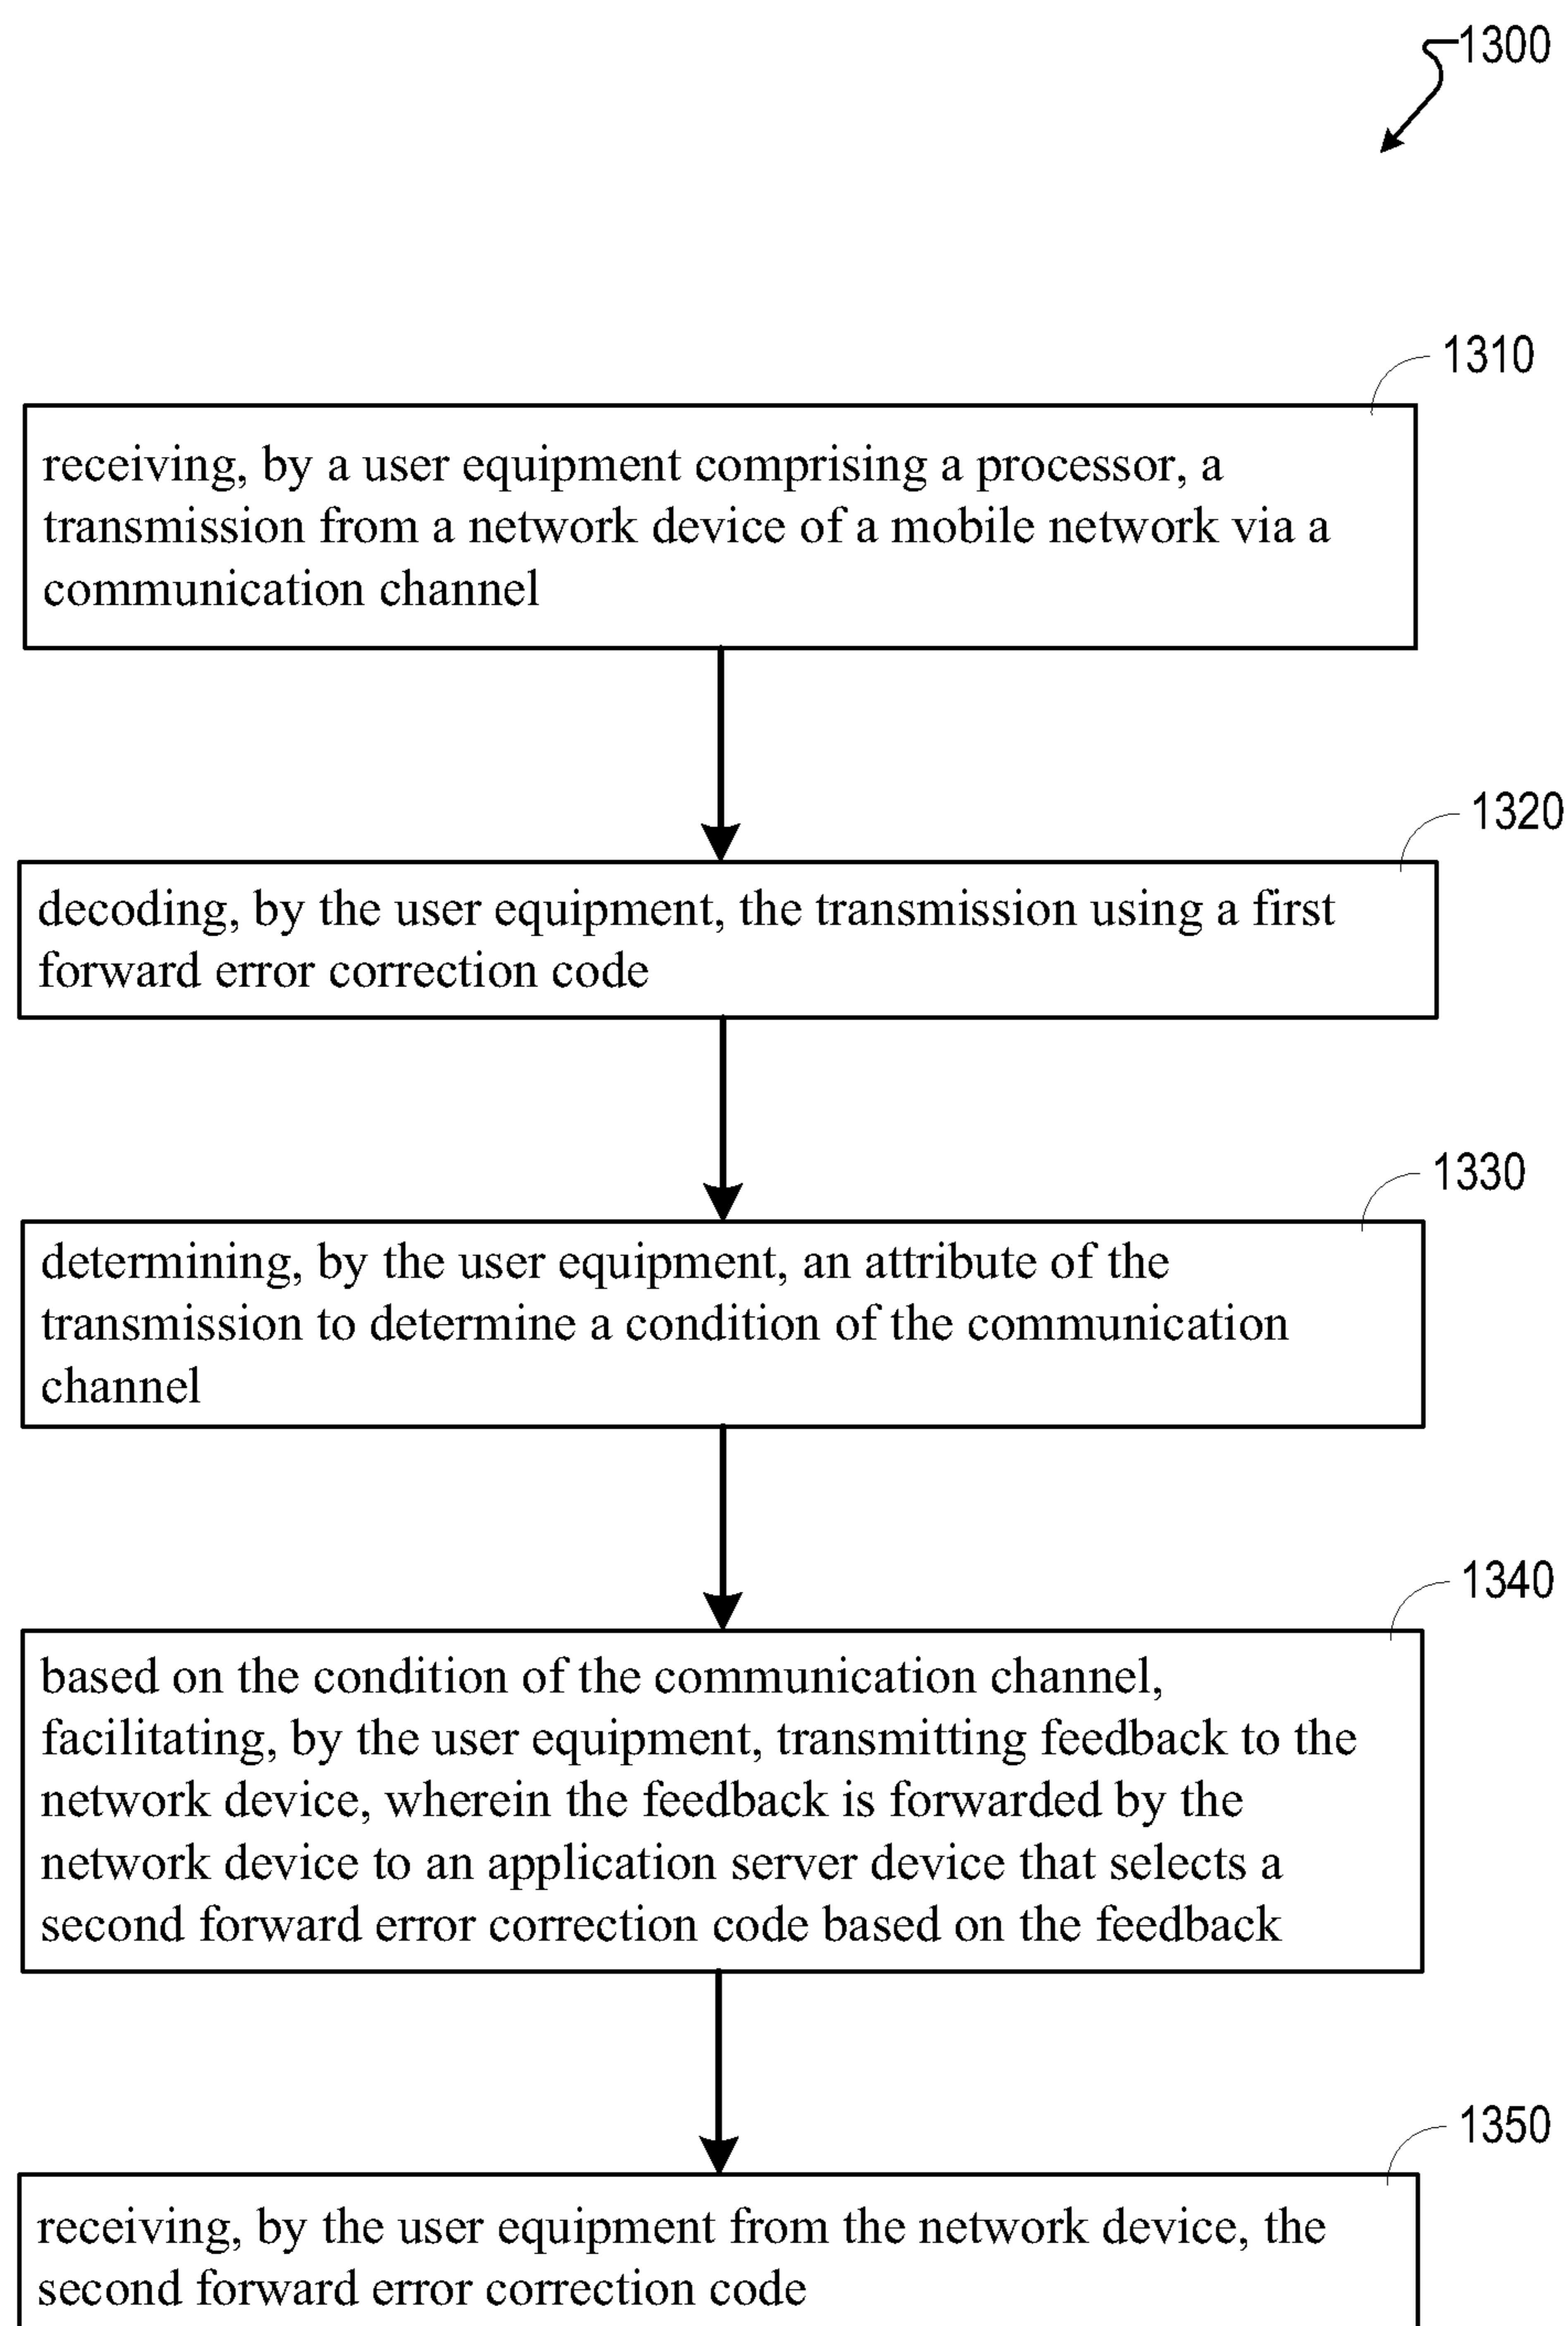 1300
1310
receiving, by a user equipment comprising a processor, a
transmission from a network device of a mobile network via a
communication channel
1320
decoding, by the user equipment, the transmission using a first
forward error correction code
1330
determining, by the user equipment, an attribute of the
transmission to determine a condition of the communication
channel
1340
based on the condition of the communication channel,
facilitating, by the user equipment, transmitting feedback to the
network device, wherein the feedback is forwarded by the
network device to an application server device that selects a
second forward error correction code based on the feedback
1350
receiving, by the user equipment from the network device, the
second forward error correction code